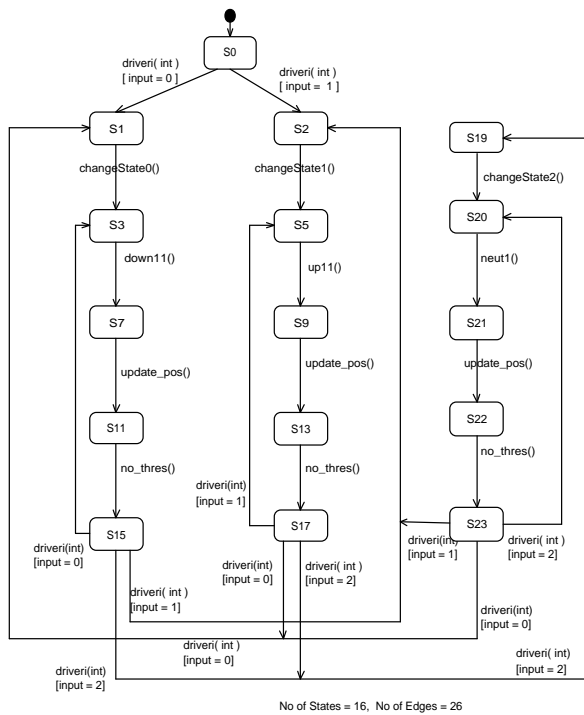 S0
driveri( int )
[ input = 0 ]
driveri( int )
[ input = 1 ]
S1
S2
S19
changeState0()
changeState1()
changeState2()
S3
S5
S20
down11()
up11()
neut1()
S7
S9
S21
update_pos()
update_pos()
update_pos()
S11
S13
S22
no_thres()
no_thres()
no_thres()
driveri(int)
[input = 1]
S15
S17
S23
driveri(int)
[input = 0]
driveri( int )
[input = 1]
driveri(int)
[input = 0]
driveri( int )
[input = 2]
driveri(int)
[input = 1]
driveri( int )
[input = 2]
driveri(int)
[input = 0]
driveri( int )
[input = 0]
driveri(int)
[input = 2]
driveri( int )
[input = 2]
No of States = 16, No of Edges = 26